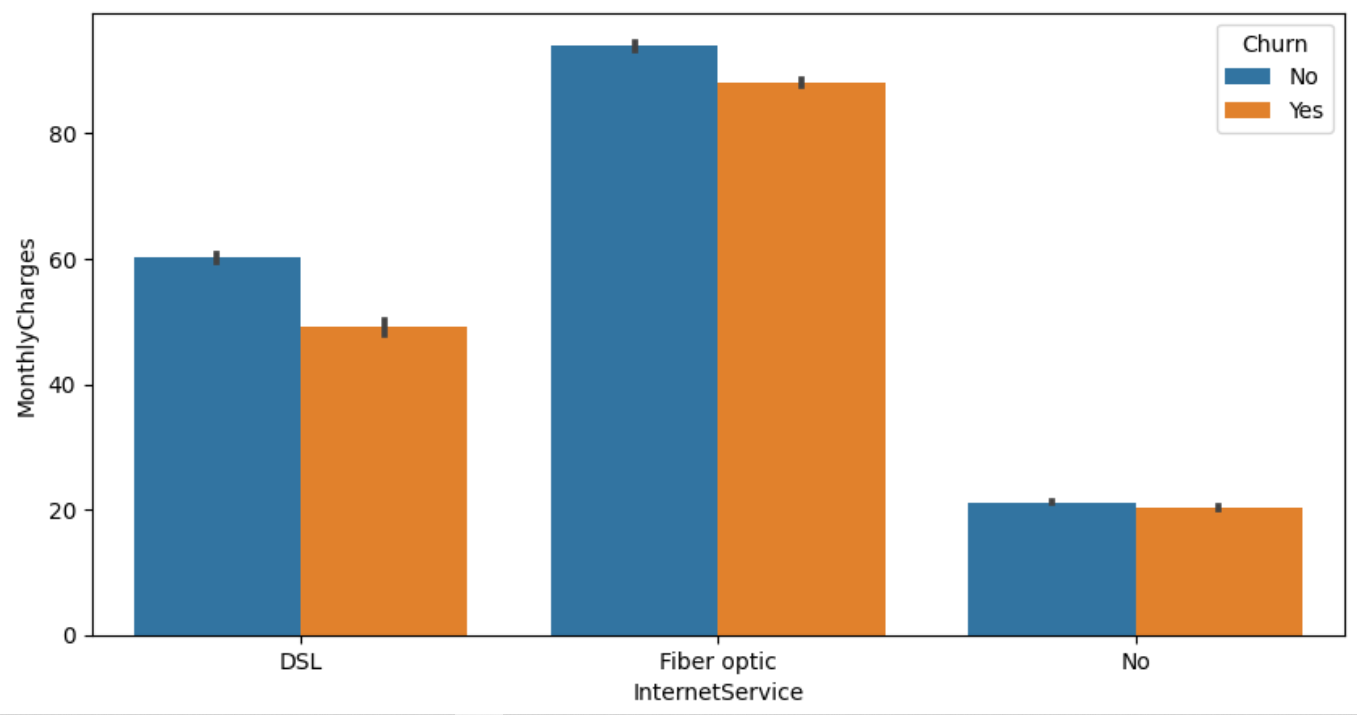 Churn
No
Yes
MonthlyCharges
80
60
40
20
0
DSL Fiber optic No
InternetService